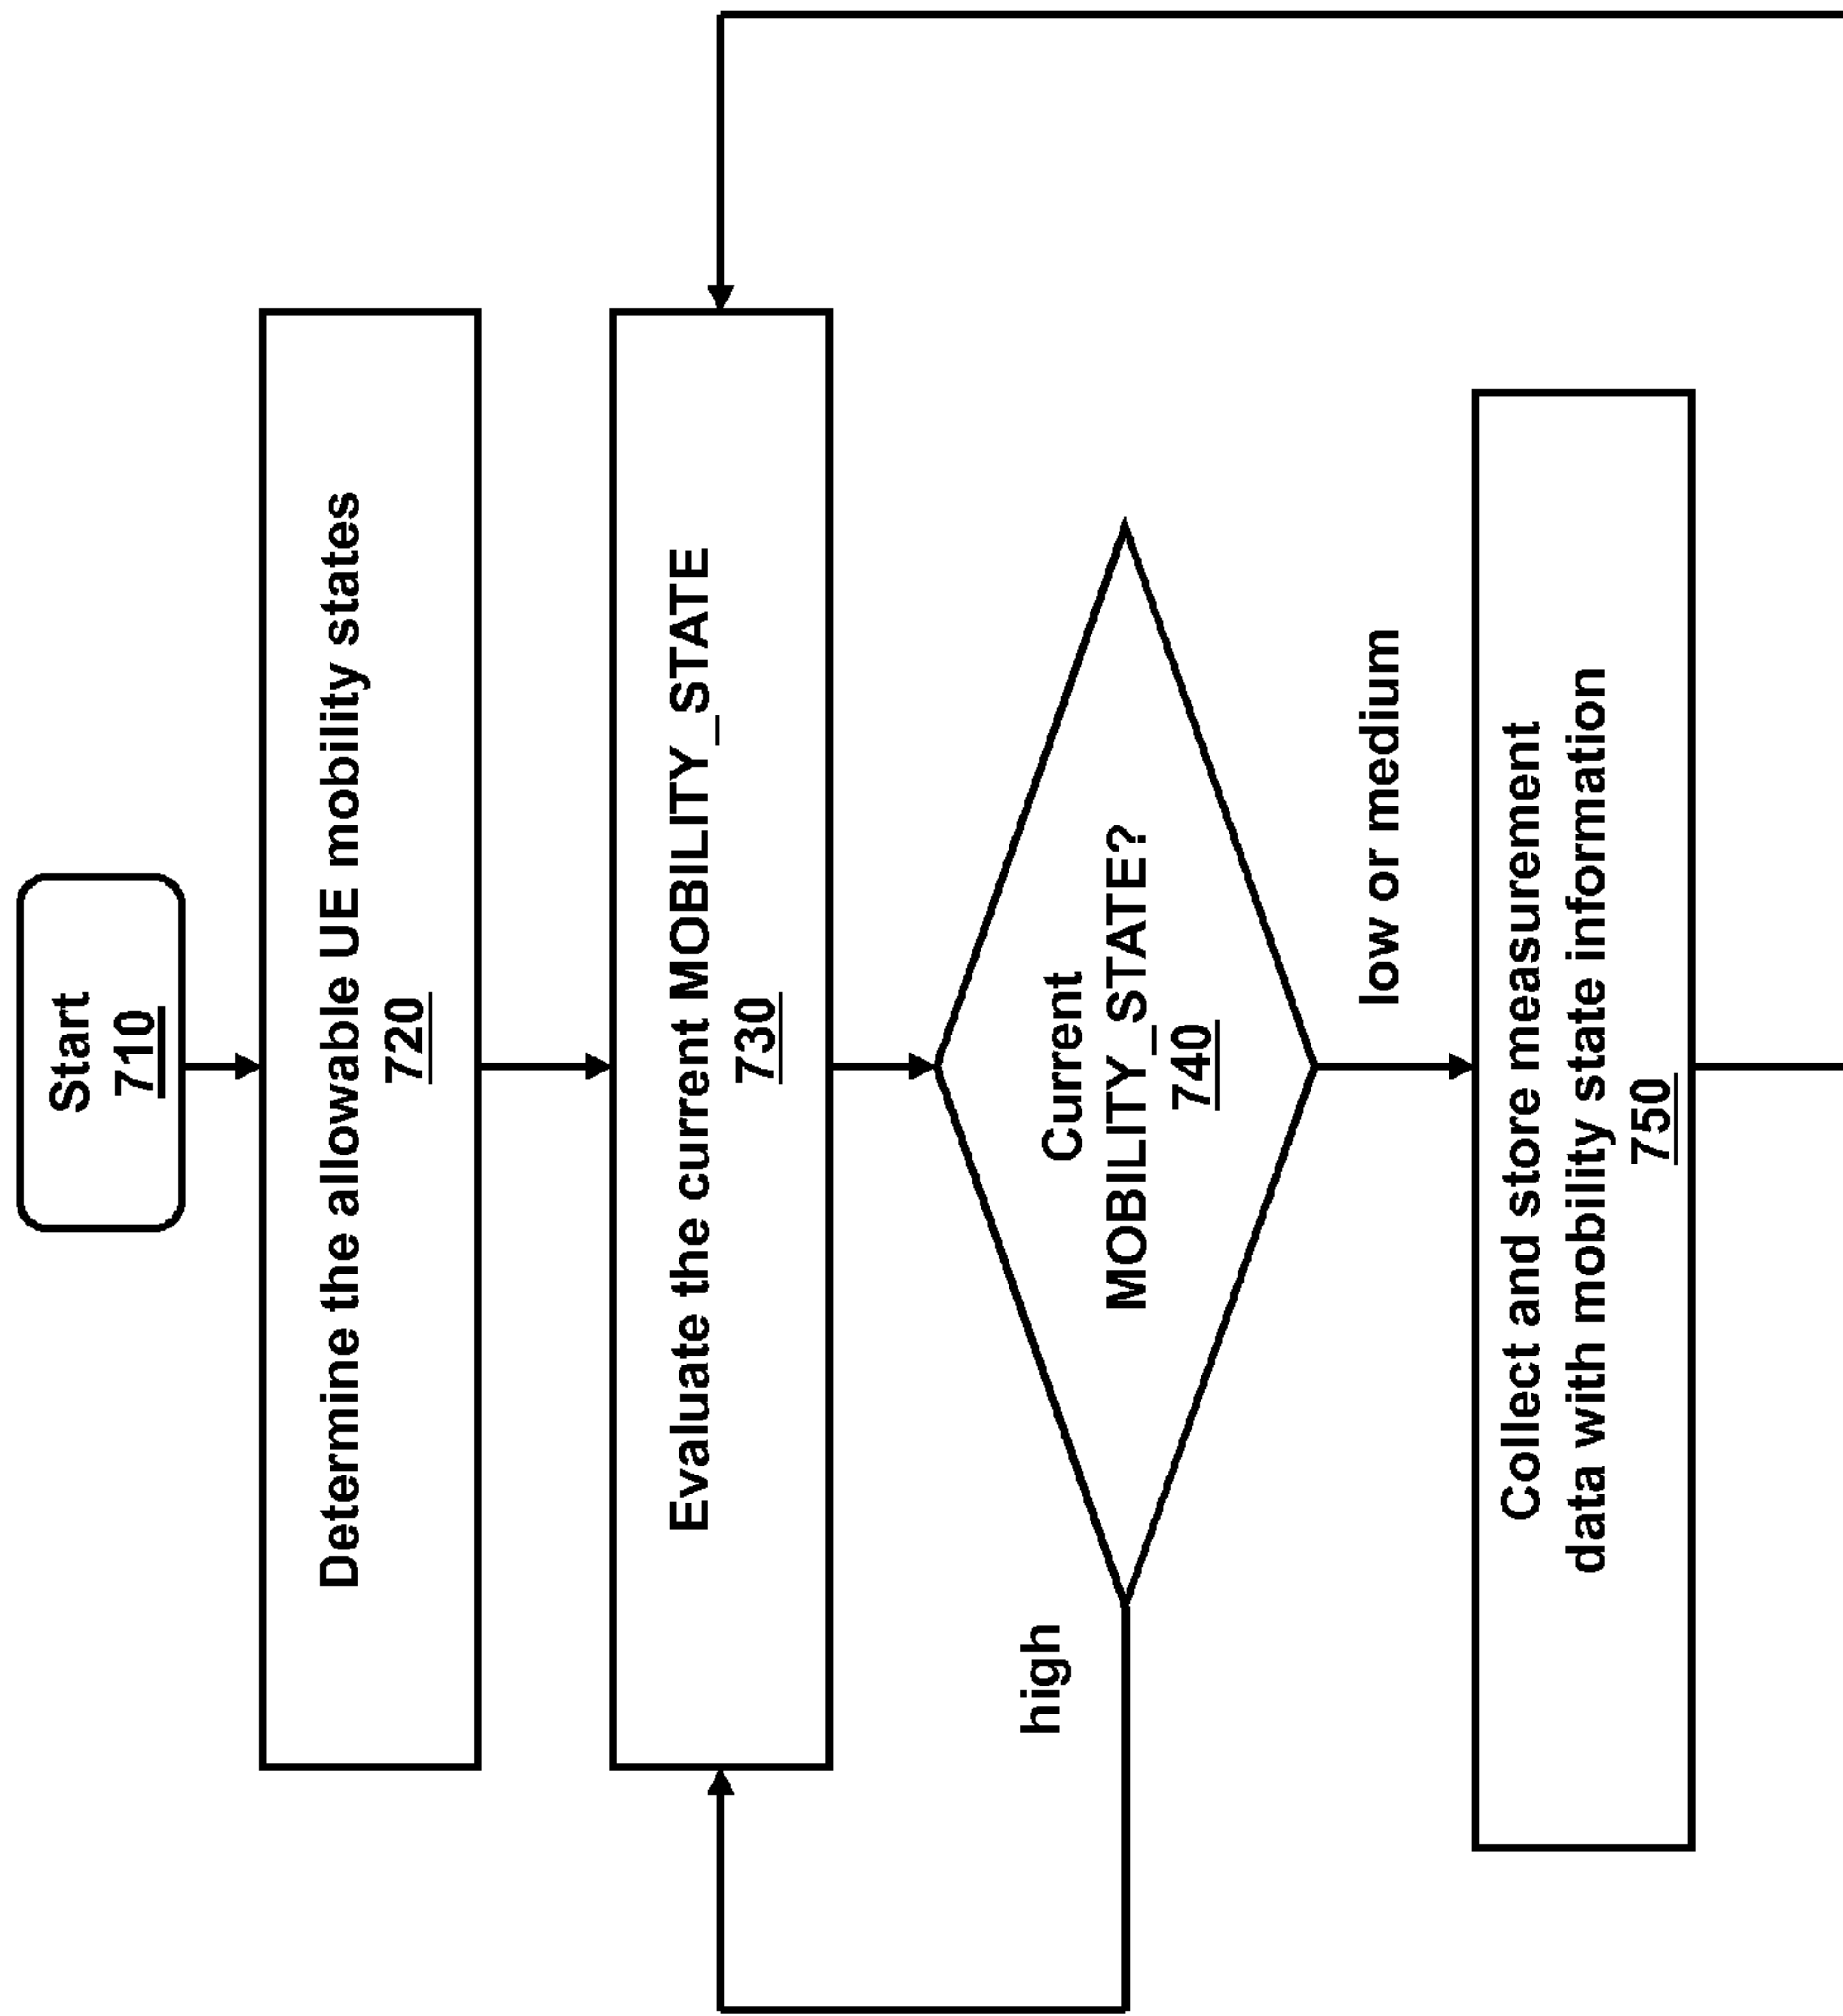 Start
710
Determine the allowable UE mobility states
720
Evaluate the current MOBILITY_STATE
730
Current
MOBILITY_STATE?
740
high
low or medium
Collect and store measurement
data with mobility state information
750